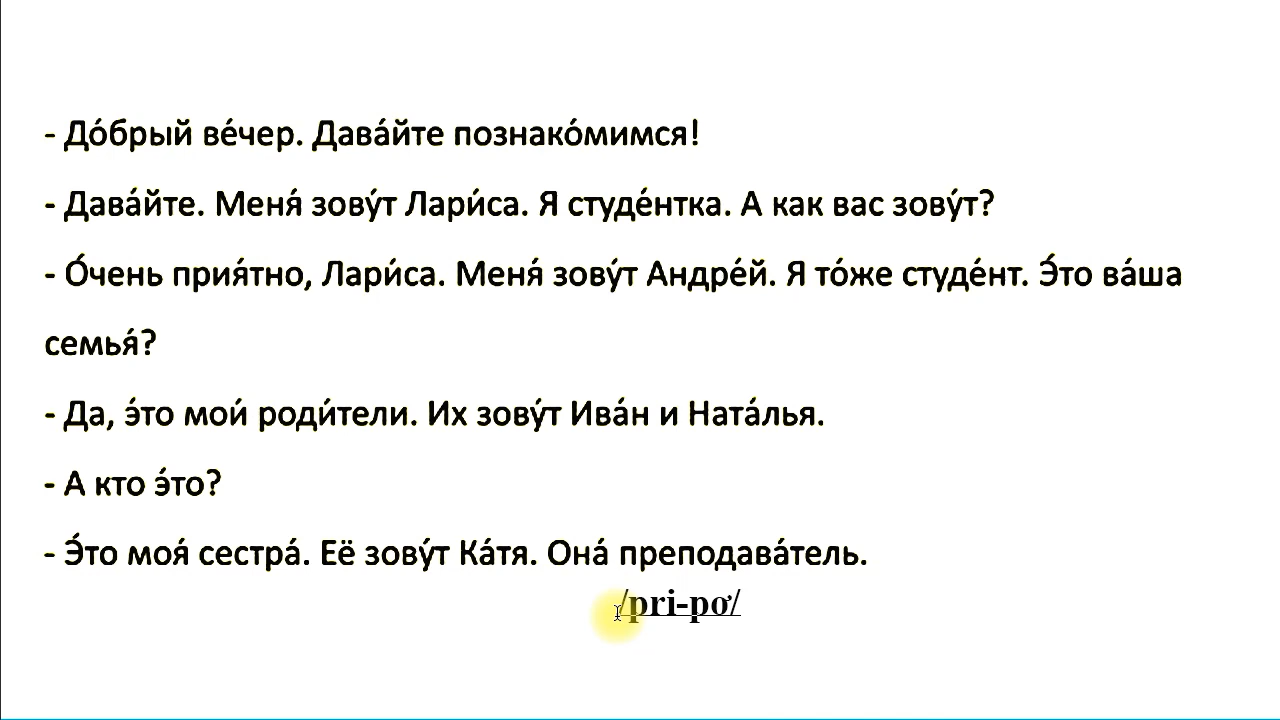 - До́брый ве́чер. Дава́йте познако́мимся!
- Дава́йте. Меня́ зову́т Лари́са. Я студе́нтка. А как вас зову́т?
- О́чень прия́тно, Лари́са. Меня́ зову́т Андре́й. Я то́же студе́нт. Э́то ва́ша
семья́?
- Да, э́то мои́ роди́тели. Их зову́т Ива́н и Ната́лья.
- А кто э́то?
- Э́то моя́ сестра́. Её зову́т Ка́тя. Она́ преподава́тель.
/pri-pơ/